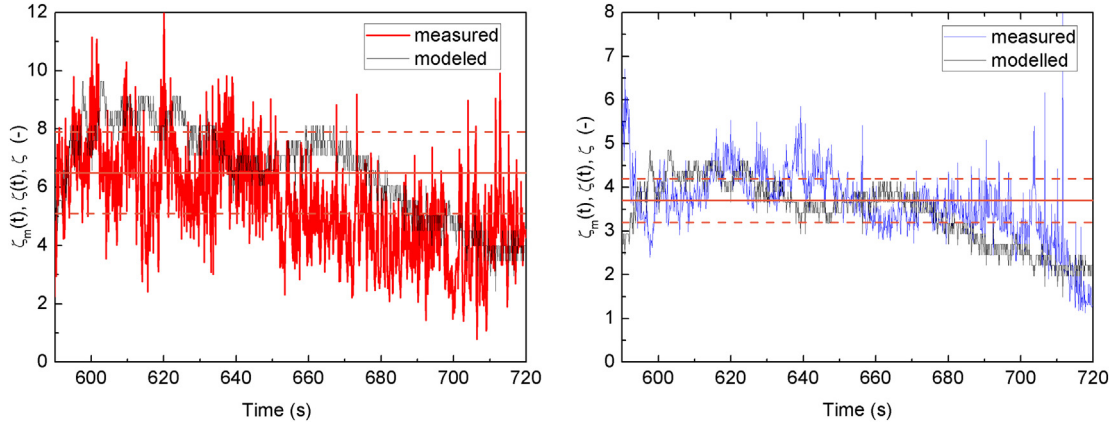 12
10
8
6
4
2
0
ζm(t), ζ(t), ζ (-)
measured
modeled
600 620 640 660 680 700 720
Time (s)
8
7
6
5
4
3
2
1
0
ζm(t), ζ(t), ζ (-)
measured
modelled
600 620 640 660 680 700 720
Time (s)